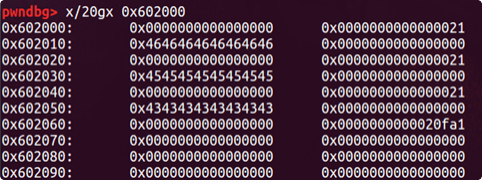 pwndbg> x/20gx 0x602000
0x602000: 0x0000000000000000 0x0000000000000021
0x602010: 0x4646464646464646 0x0000000000000000
0x602020: 0x0000000000000000 0x0000000000000021
0x602030: 0x4545454545454545 0x0000000000000000
0x602040: 0x0000000000000000 0x0000000000000021
0x602050: 0x4343434343434343 0x0000000000000000
0x602060: 0x0000000000000000 0x0000000000020fa1
0x602070: 0x0000000000000000 0x0000000000000000
0x602080: 0x0000000000000000 0x0000000000000000
0x602090: 0x0000000000000000 0x0000000000000000